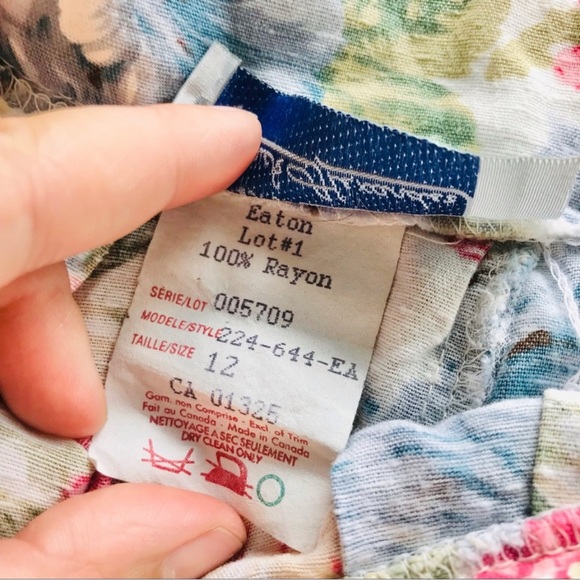 Eaton
Lot#1
100% Rayon
SÉRIE/LOT 005709
MODELE/STYLE 224-644-EA
TAILLE/SIZE 12
CA 01325
Garn. non Comprise - Excl of Trim
Fait au Canada - Made in Canada
NETTOYAGE A SEC SEULEMENT
DRY CLEAN ONLY